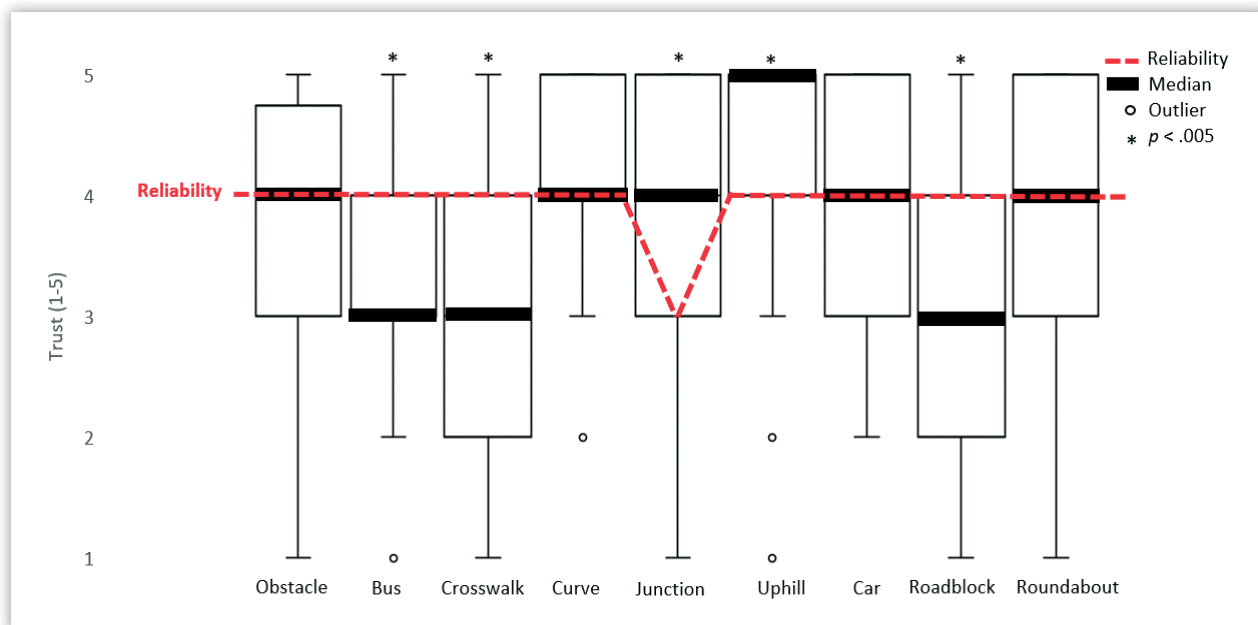 * * * * *
5
Reliability
Median
Outlier
* p < .005
Reliability
4
Trust (1-5)
3
2
1
Obstacle Bus Crosswalk Curve Junction Uphill Car Roadblock Roundabout